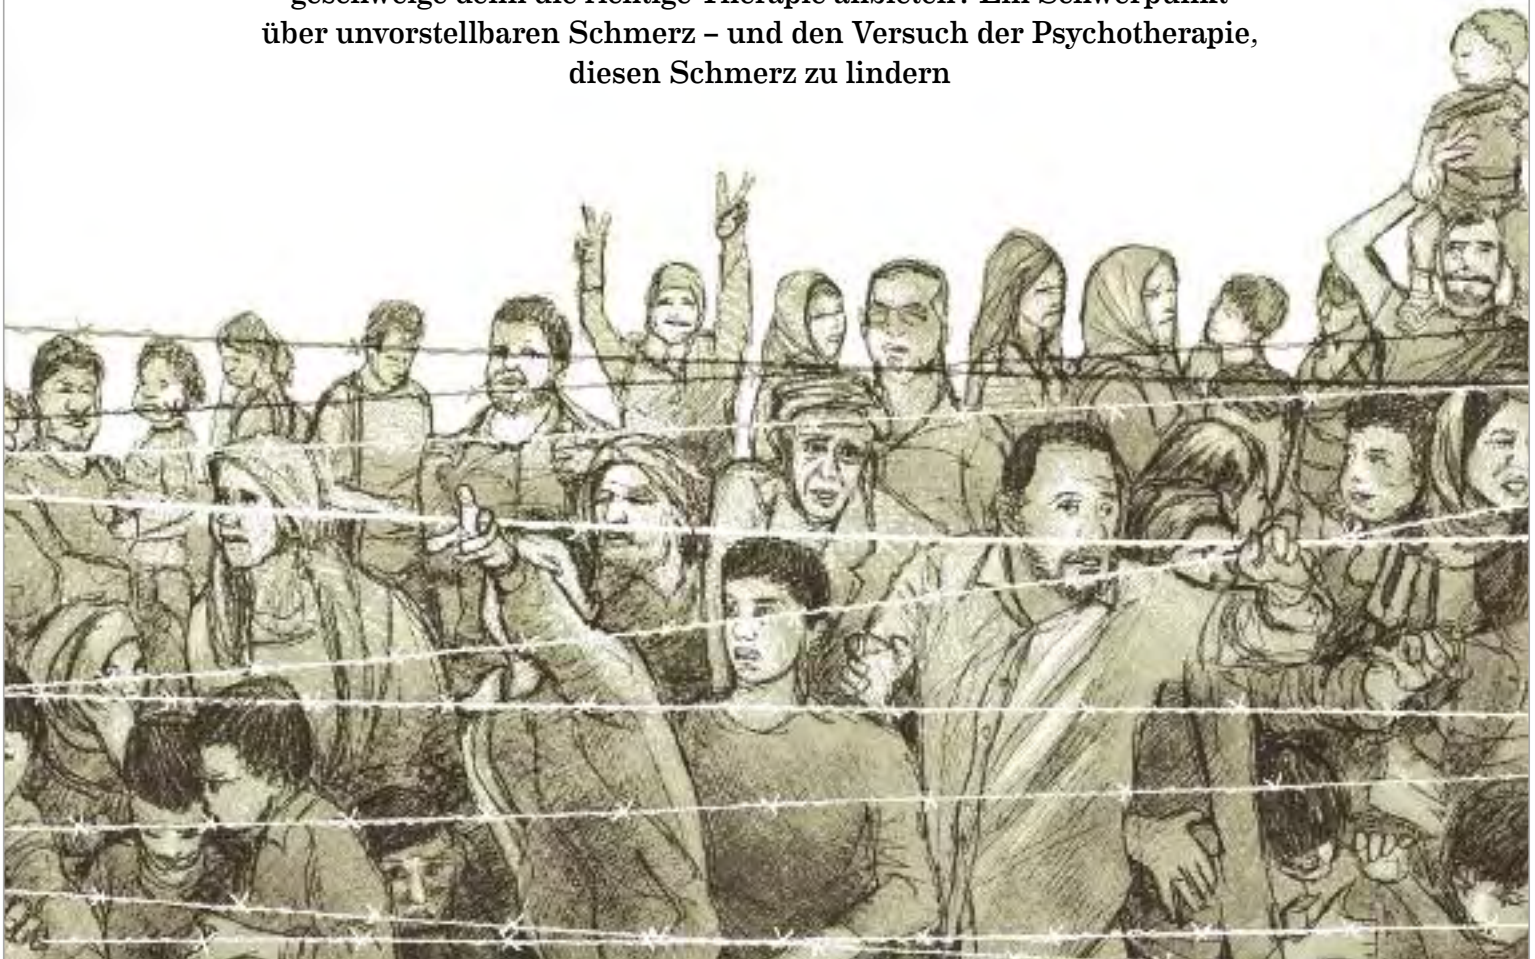 geschweige denn die richtige Therapie anbieten? Ein Schwerpunkt
über unvorstellbaren Schmerz – und den Versuch der Psychotherapie,
diesen Schmerz zu lindern